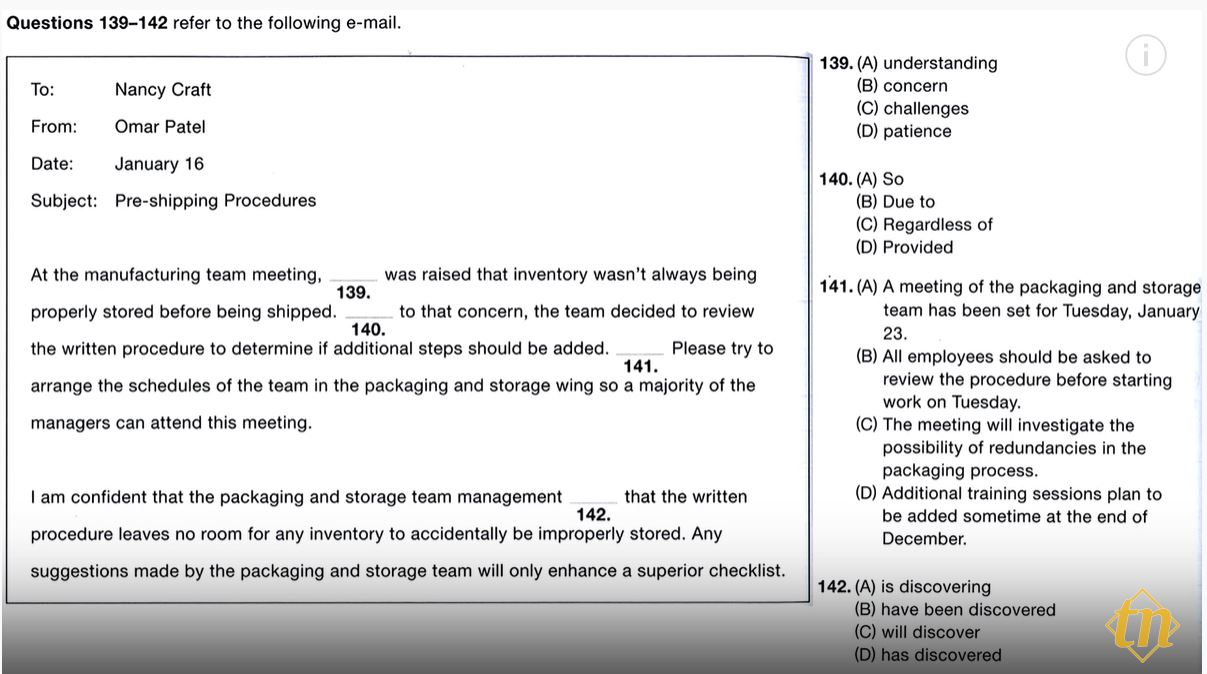 Questions 139–142 refer to the following e-mail.
To: Nancy Craft
From: Omar Patel
Date: January 16
Subject: Pre-shipping Procedures
At the manufacturing team meeting, ____ was raised that inventory wasn't always being
139.
properly stored before being shipped. ____ to that concern, the team decided to review
140.
the written procedure to determine if additional steps should be added. ____ Please try to
141.
arrange the schedules of the team in the packaging and storage wing so a majority of the
managers can attend this meeting.
I am confident that the packaging and storage team management ____ that the written
142.
procedure leaves no room for any inventory to accidentally be improperly stored. Any
suggestions made by the packaging and storage team will only enhance a superior checklist.
139. (A) understanding
(B) concern
(C) challenges
(D) patience
140. (A) So
(B) Due to
(C) Regardless of
(D) Provided
141. (A) A meeting of the packaging and storage
team has been set for Tuesday, January
23.
(B) All employees should be asked to
review the procedure before starting
work on Tuesday.
(C) The meeting will investigate the
possibility of redundancies in the
packaging process.
(D) Additional training sessions plan to
be added sometime at the end of
December.
142. (A) is discovering
(B) have been discovered
(C) will discover
(D) has discovered
i
tn